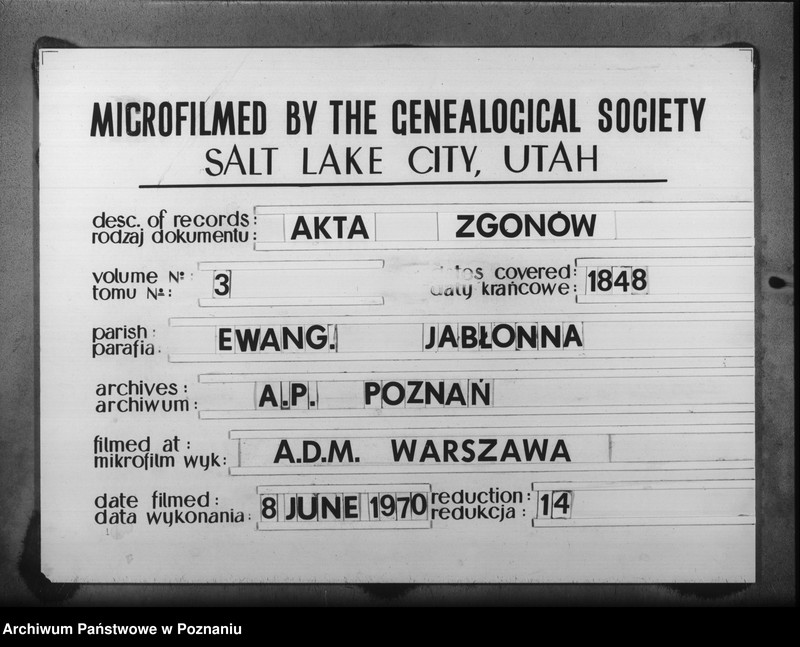 MICROFILMED BY THE GENEALOGICAL SOCIETY
SALT LAKE CITY, UTAH
desc. of records: AKTA ZGONÓW
rodzaj dokumentu:
volume Nº: 3 covered: 1848
tomu Nº: daty krańcowe:
parish: EWANG. JABŁONNA
parafia:
archives: A.P. POZNAŃ
archiwum:
filmed at: A.D.M. WARSZAWA
mikrofilm wyk:
date filmed: 8 JUNE 1970 reduction: 14
data wykonania: redukcja:
Archiwum Państwowe w Poznaniu